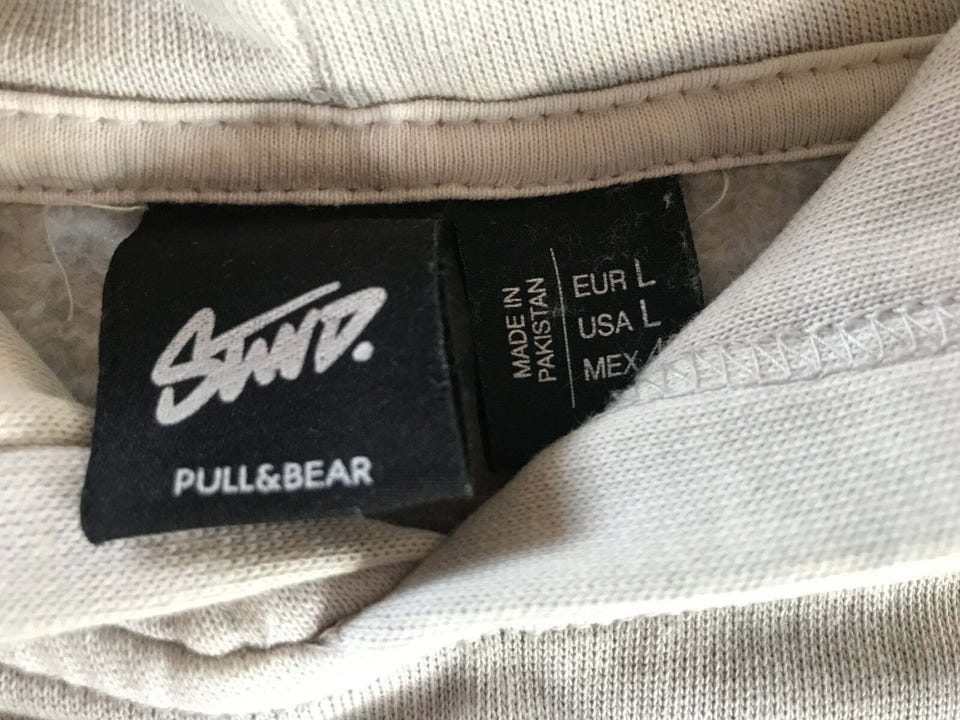 STWD.
PULL&BEAR
MADE IN
PAKISTAN
EUR L
USA L
MEX